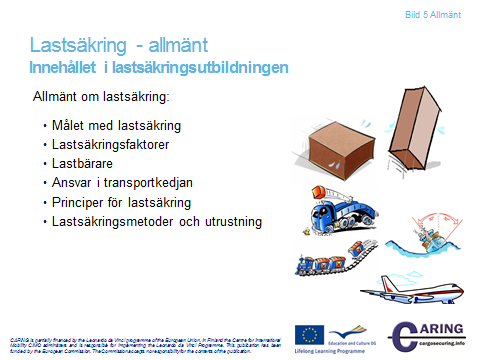 Bild 5 Allmänt
Lastsäkring - allmänt
Innehållet i lastsäkringsutbildningen
Allmänt om lastsäkring:
• Målet med lastsäkring
• Lastsäkringsfaktorer
• Lastbärare
• Ansvar i transportkedjan
• Principer för lastsäkring
• Lastsäkringsmetoder och utrustning
CARING is partially financed by the Leonardo da Vinci programme of the European Union. In Finland the Centre for International
Mobility CIMO administers and is responsible for implementing the Leonardo da Vinci Programme. This publication has been
funded by the European Commission. The Commission accepts no responsibility for the contents of the publication.
Education and Culture DG
Lifelong Learning Programme
CARING
cargosecuring.info